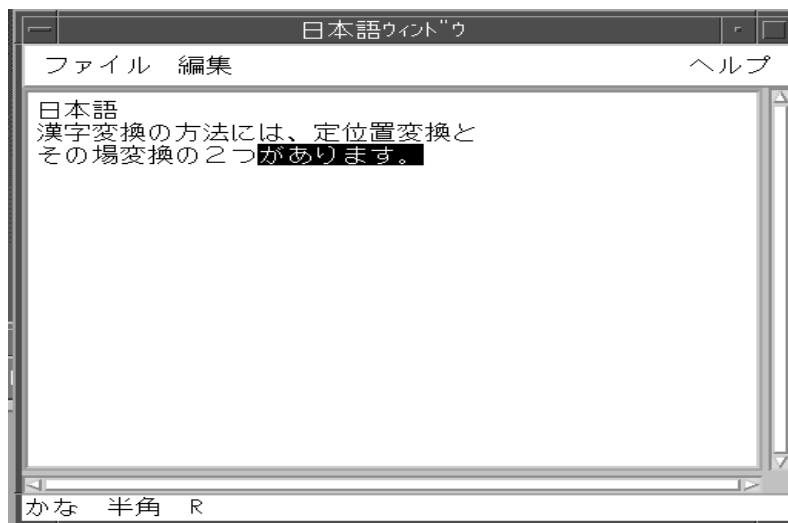 日本語ｳｨﾝﾄﾞｳ
ファイル 編集 ヘルプ
日本語
漢字変換の方法には、定位置変換と
その場変換の２つがあります。
かな 半角 R